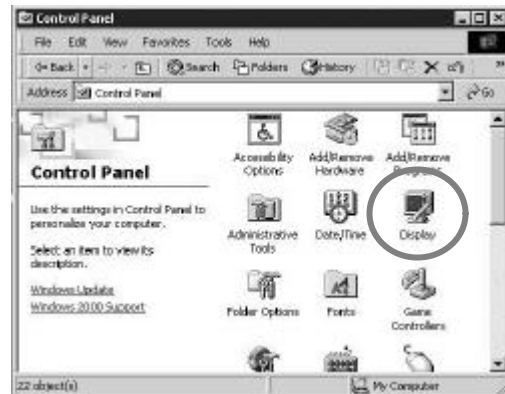 Control Panel
File Edit View Favorites Tools Help
Back Search Folders History
Address Control Panel Go
Control Panel
Use the settings in Control Panel to
personalize your computer.
Select an item to view its
description.
Windows Update
Windows 2000 Support
Accessibility
Options
Add/Remove
Hardware
Add/Remove
Programs
Administrative
Tools
Date/Time
Display
Folder Options
Fonts
Game
Controllers
22 object(s)
My Computer